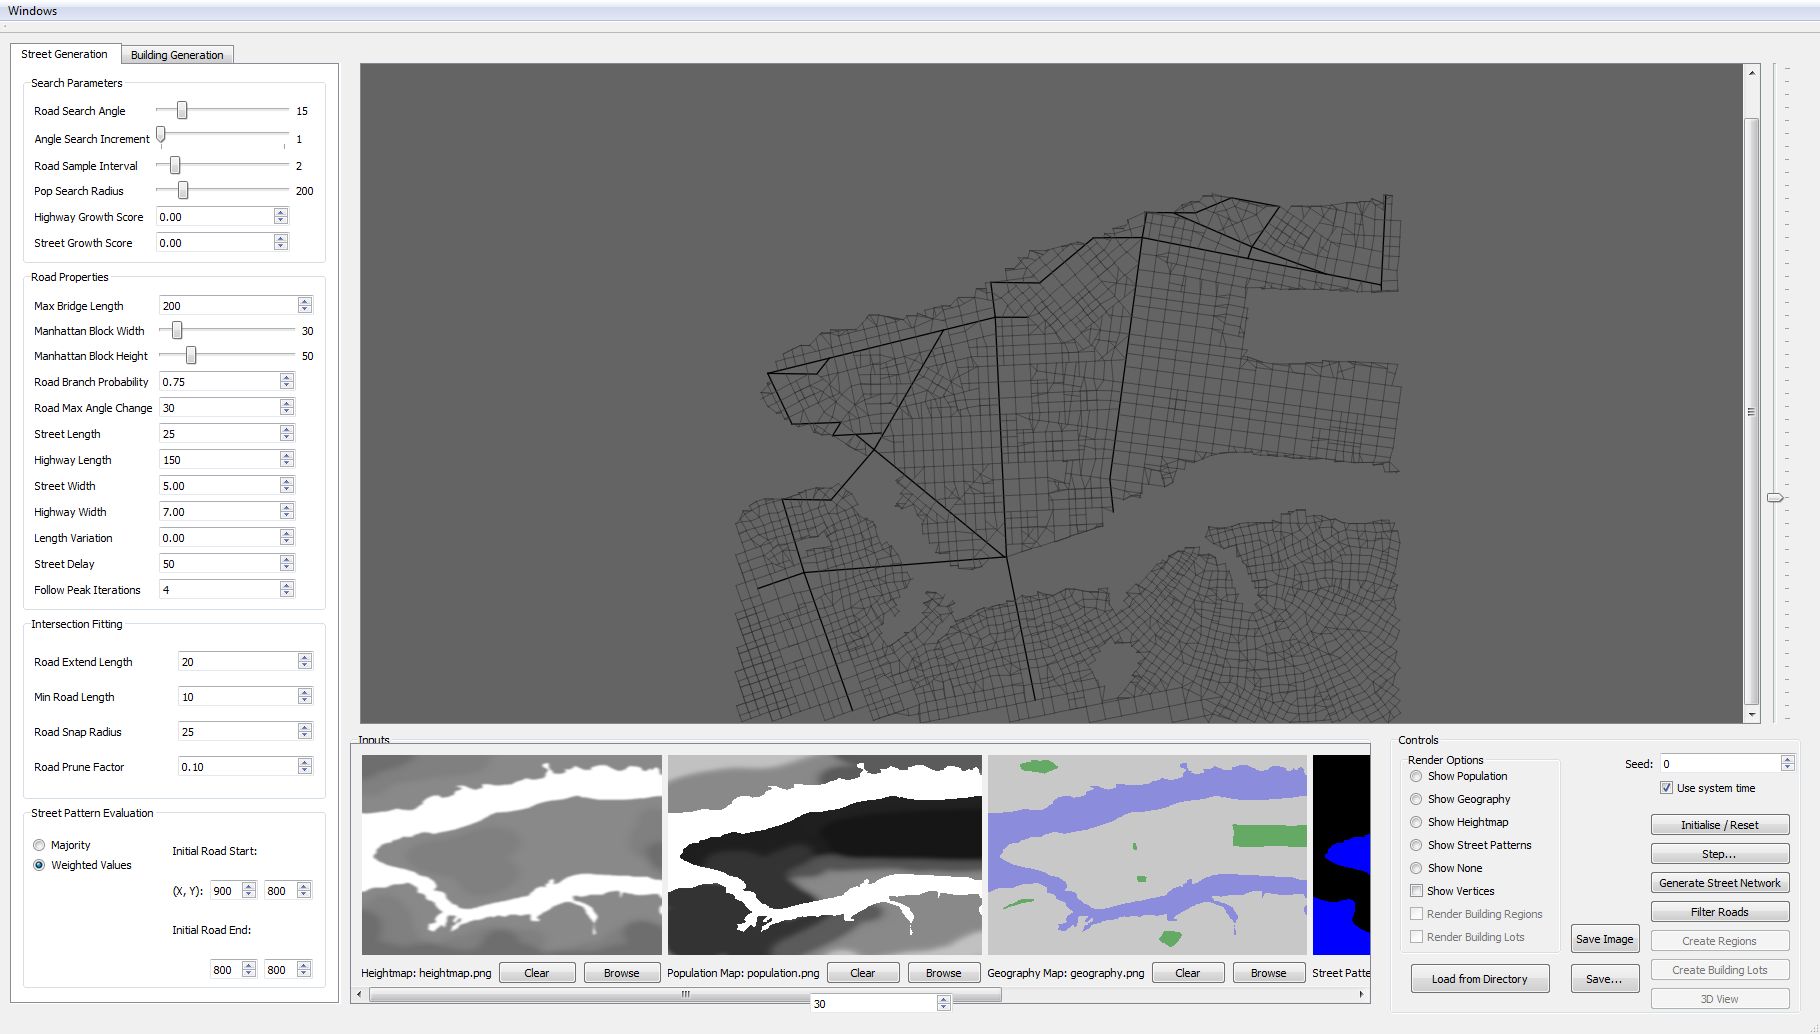 Windows
Street Generation Building Generation
Search Parameters
Road Search Angle 15
Angle Search Increment 1
Road Sample Interval 2
Pop Search Radius 200
Highway Growth Score 0.00
Street Growth Score 0.00
Road Properties
Max Bridge Length 200
Manhattan Block Width 30
Manhattan Block Height 50
Road Branch Probability 0.75
Road Max Angle Change 30
Street Length 25
Highway Length 150
Street Width 5.00
Highway Width 7.00
Length Variation 0.00
Street Delay 50
Follow Peak Iterations 4
Intersection Fitting
Road Extend Length 20
Min Road Length 10
Road Snap Radius 25
Road Prune Factor 0.10
Street Pattern Evaluation
Majority
Weighted Values
Initial Road Start:
(X, Y): 900 800
Initial Road End:
800 800
Inputs
Heightmap: heightmap.png Clear Browse Population Map: population.png Clear Browse Geography Map: geography.png Clear Browse Street Patte
30
Controls
Render Options
Show Population
Show Geography
Show Heightmap
Show Street Patterns
Show None
Show Vertices
Render Building Regions
Render Building Lots
Load from Directory
Save Image
Save...
Seed: 0
Use system time
Initialise / Reset
Step...
Generate Street Network
Filter Roads
Create Regions
Create Building Lots
3D View